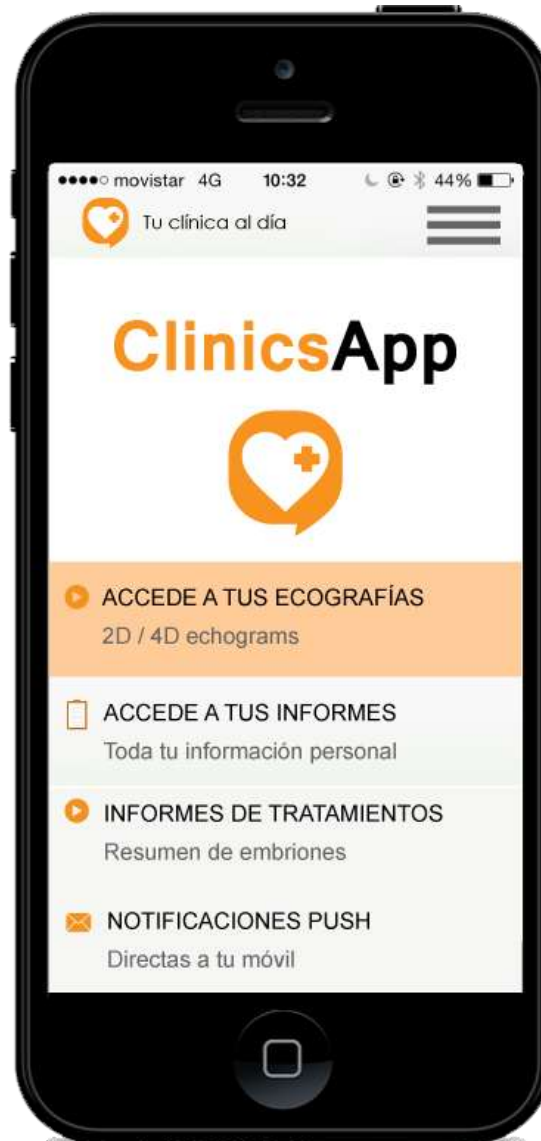 movistar 4G 10:32 44%
Tu clínica al día
ClinicsApp
ACCEDE A TUS ECOGRAFÍAS
2D / 4D echograms
ACCEDE A TUS INFORMES
Toda tu información personal
INFORMES DE TRATAMIENTOS
Resumen de embriones
NOTIFICACIONES PUSH
Directas a tu móvil